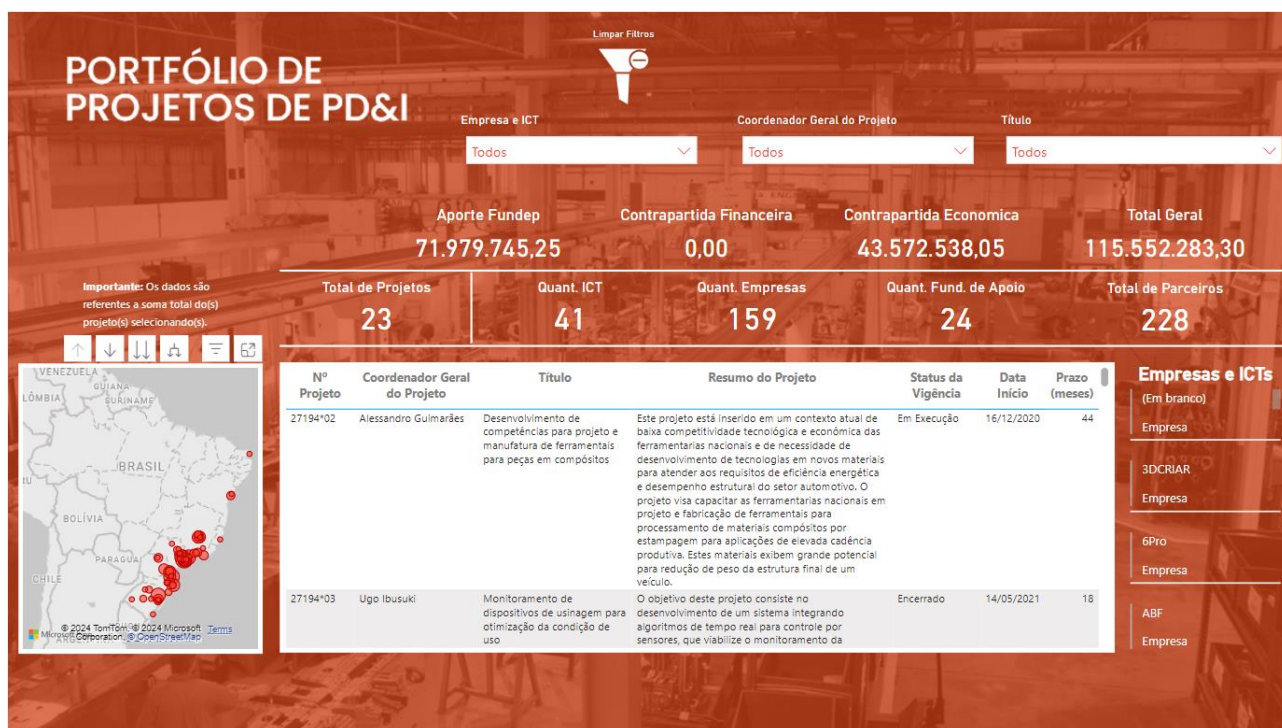 Limpar Filtros
PORTFÓLIO DE
PROJETOS DE PD&I
Empresa e ICT
Coordenador Geral do Projeto
Título
Todos
Todos
Todos
Aporte Fundep
Contrapartida Financeira
Contrapartida Economica
Total Geral
71.979.745,25
0,00
43.572.538,05
115.552.283,30
Importante: Os dados são
referentes a soma total do(s)
projeto(s) selecionando(s).
Total de Projetos
Quant. ICT
Quant. Empresas
Quant. Fund. de Apoio
Total de Parceiros
23
41
159
24
228
VENEZUELA
GUIANA
LÔMBIA
SURINAME
BRASIL
RU
BOLÍVIA
PARAGUAI
CHILE
© 2024 TomTom, © 2024 Microsoft
Corporation, © OpenStreetMap
Terms
Microsoft
Nº
Projeto
Coordenador Geral
do Projeto
Título
Resumo do Projeto
Status da
Vigência
Data
Início
Prazo
(meses)
27194*02
Alessandro Guimarães
Desenvolvimento de
competências para projeto e
manufatura de ferramentais
para peças em compósitos
Este projeto está inserido em um contexto atual de
baixa competitividade tecnológica e econômica das
ferramentarias nacionais e de necessidade de
desenvolvimento de tecnologias em novos materiais
para atender aos requisitos de eficiência energética
e desempenho estrutural do setor automotivo. O
projeto visa capacitar as ferramentarias nacionais em
projeto e fabricação de ferramentais para
processamento de materiais compósitos por
estampagem para aplicações de elevada cadência
produtiva. Estes materiais exibem grande potencial
para redução de peso da estrutura final de um
veículo.
Em Execução
16/12/2020
44
27194*03
Ugo Ibusuki
Monitoramento de
dispositivos de usinagem para
otimização da condição de
uso
O objetivo deste projeto consiste no
desenvolvimento de um sistema integrando
algoritmos de tempo real para controle por
sensores, que viabilize o monitoramento da
Encerrado
14/05/2021
18
Empresas e ICTs
(Em branco)
Empresa
3DCRIAR
Empresa
6Pro
Empresa
ABF
Empresa